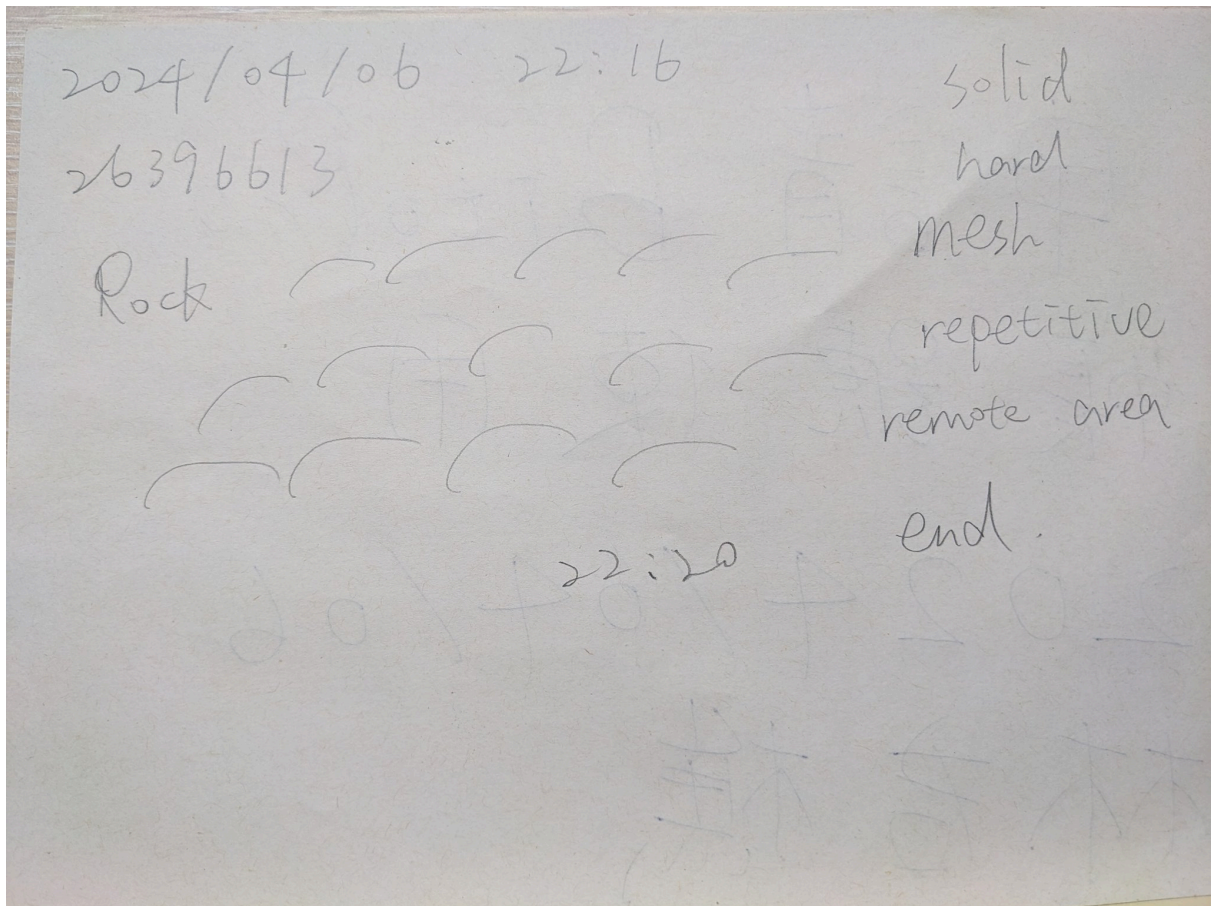 2024/04/06 22:16
26396613
Rock
solid
hard
mesh
repetitive
remote area
end.
22:20